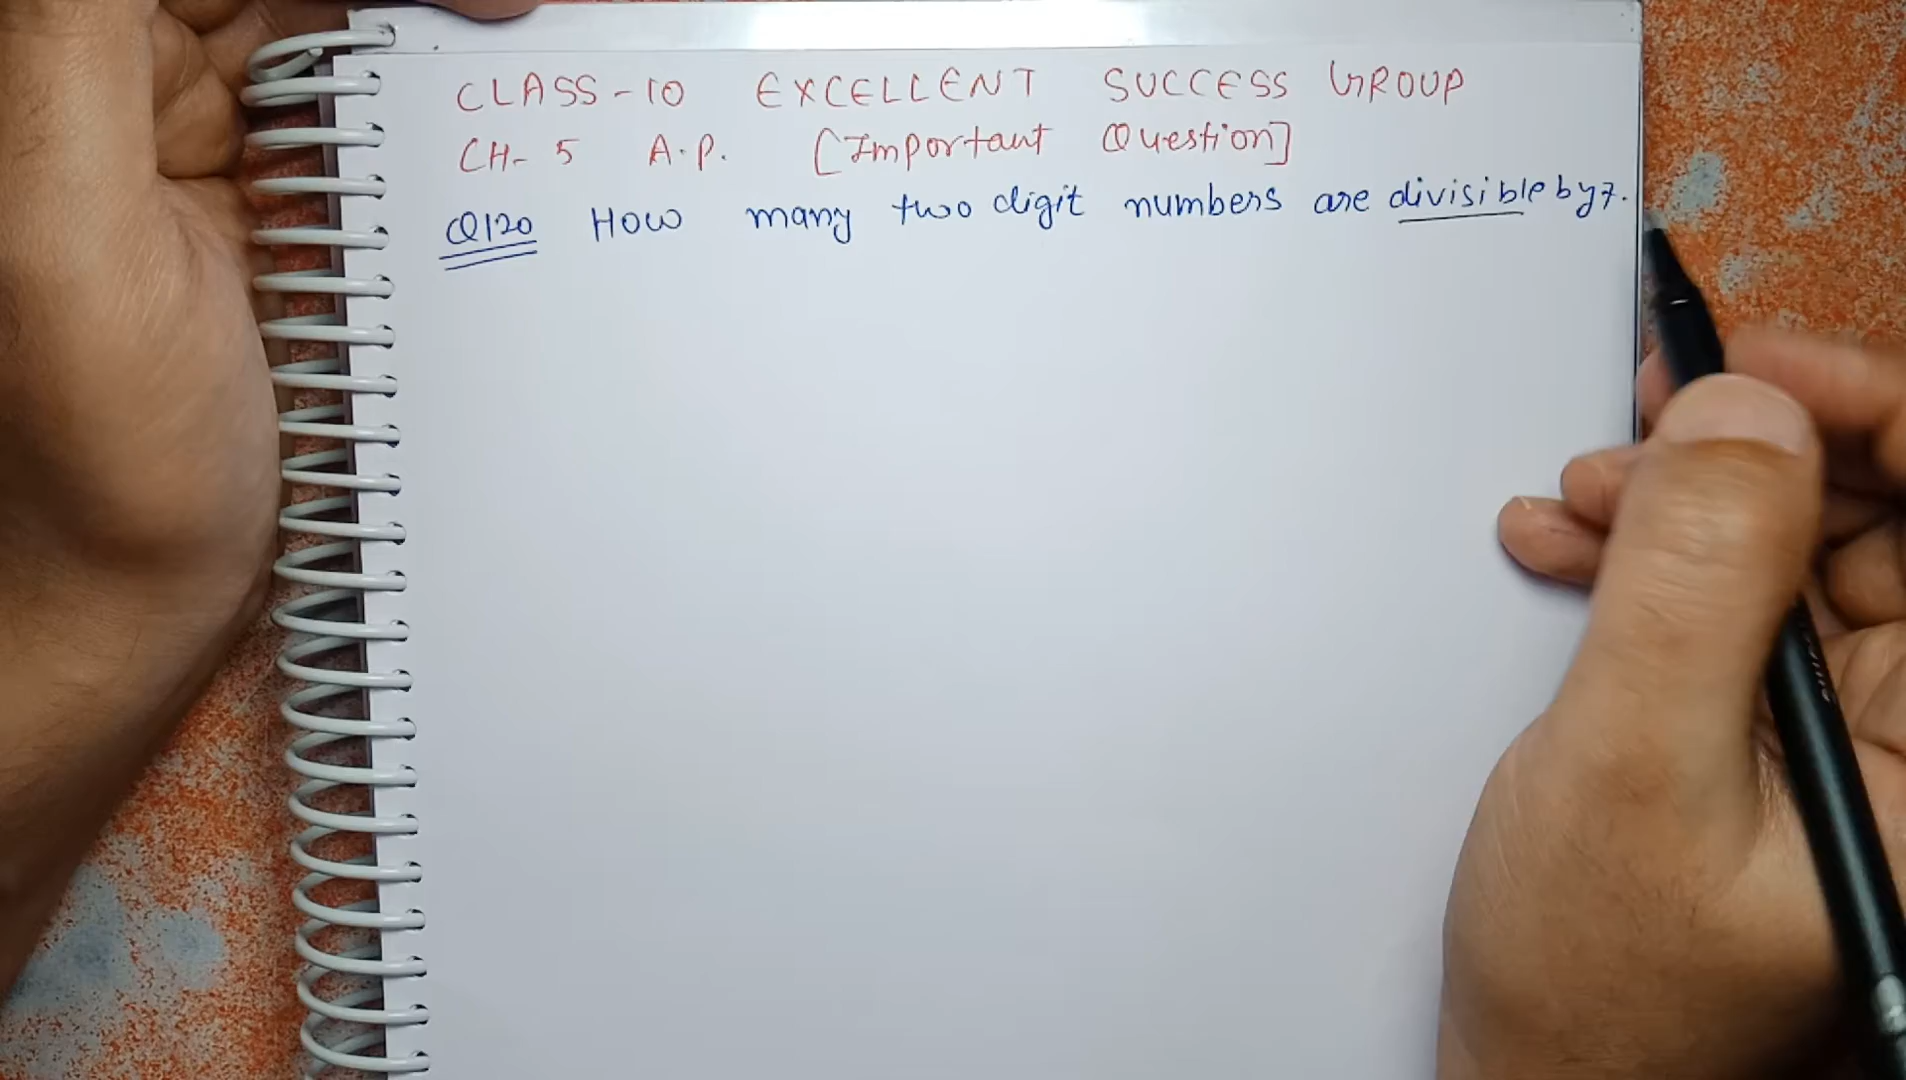 CLASS-10 EXCELLENT SUCCESS GROUP
CH-5 A.P. [Important Question]
Q120 How many two digit numbers are divisible by 7.